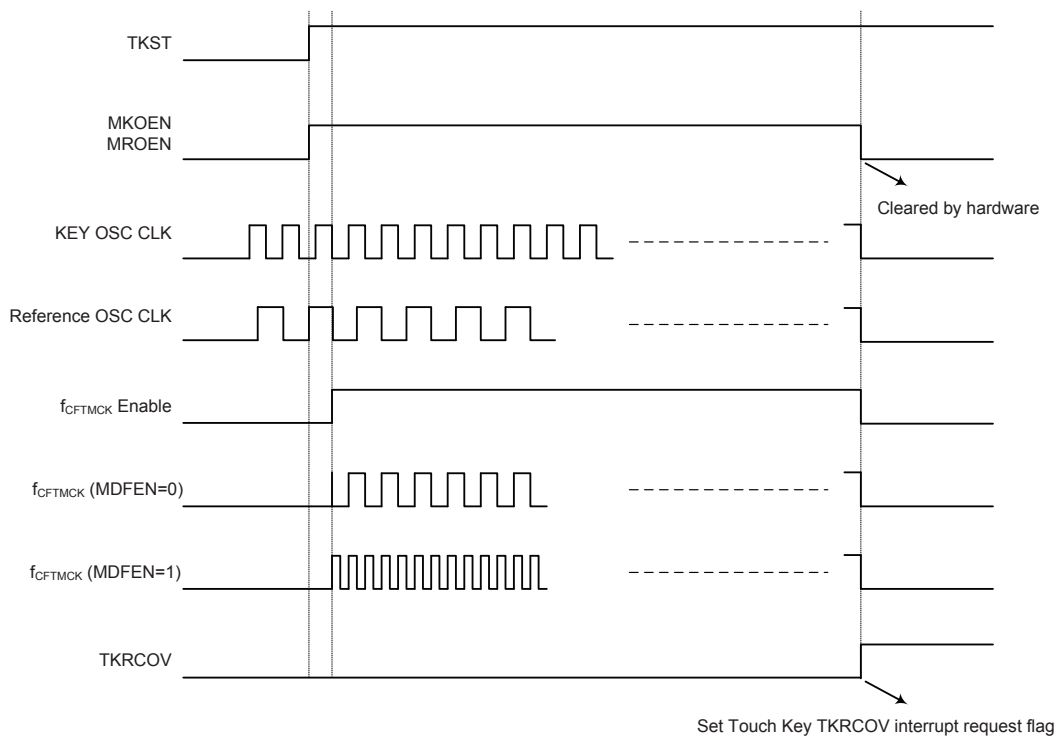 TKST
MKOEN
MROEN
Cleared by hardware
KEY OSC CLK
Reference OSC CLK
fCFTMCK Enable
fCFTMCK (MDFEN=0)
fCFTMCK (MDFEN=1)
TKRCOV
Set Touch Key TKRCOV interrupt request flag